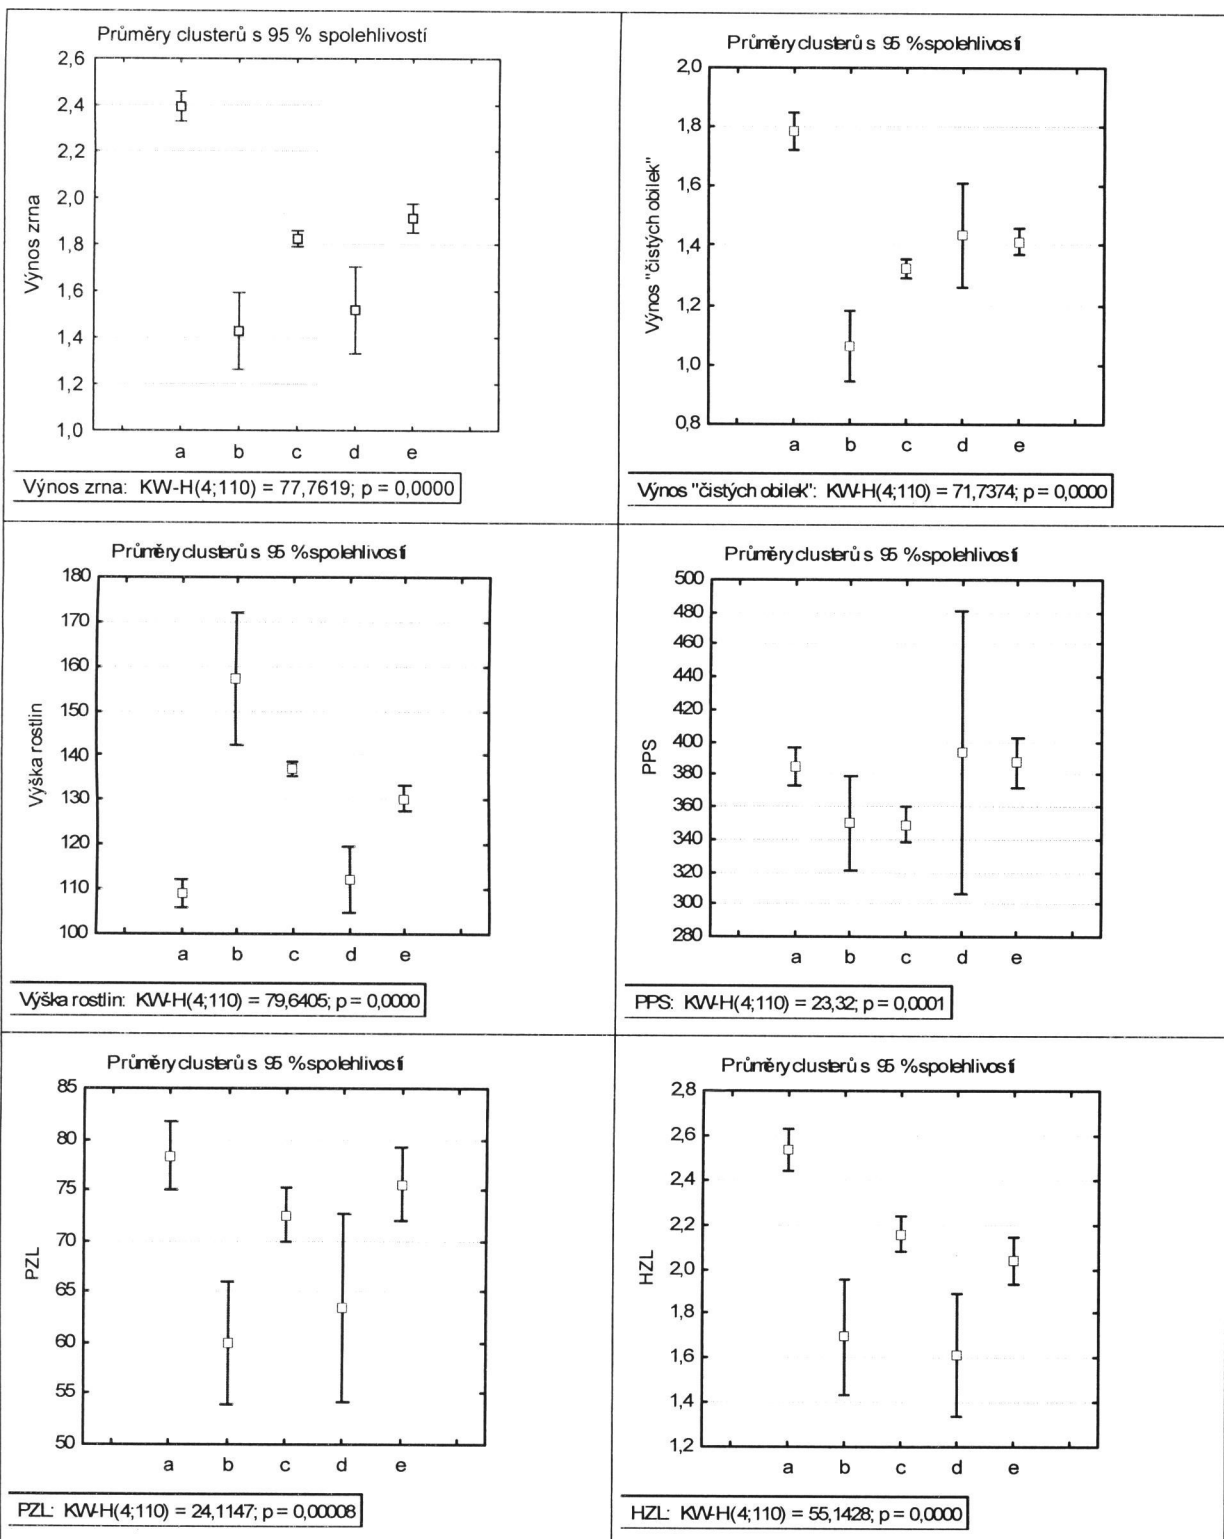 Průměry clusterů s 95 % spolehlivostí
Výnos zrna
2,6
2,4
2,2
2,0
1,8
1,6
1,4
1,2
1,0
a b c d e
Výnos zrna: KW-H(4;110) = 77,7619; p = 0,0000
Průměry clusterů s 95 % spolehlivostí
Výnos "čistých obilek"
2,0
1,8
1,6
1,4
1,2
1,0
0,8
a b c d e
Výnos "čistých obilek": KW-H(4;110) = 71,7374; p = 0,0000
Průměry clusterů s 95 % spolehlivostí
Výška rostlin
180
170
160
150
140
130
120
110
100
a b c d e
Výška rostlin: KW-H(4;110) = 79,6405; p = 0,0000
Průměry clusterů s 95 % spolehlivostí
PPS
500
480
460
440
420
400
380
360
340
320
300
280
a b c d e
PPS: KW-H(4;110) = 23,32; p = 0,0001
Průměry clusterů s 95 % spolehlivostí
PZL
85
80
75
70
65
60
55
50
a b c d e
PZL: KW-H(4;110) = 24,1147; p = 0,00008
Průměry clusterů s 95 % spolehlivostí
HZL
2,8
2,6
2,4
2,2
2,0
1,8
1,6
1,4
1,2
a b c d e
HZL: KW-H(4;110) = 55,1428; p = 0,0000